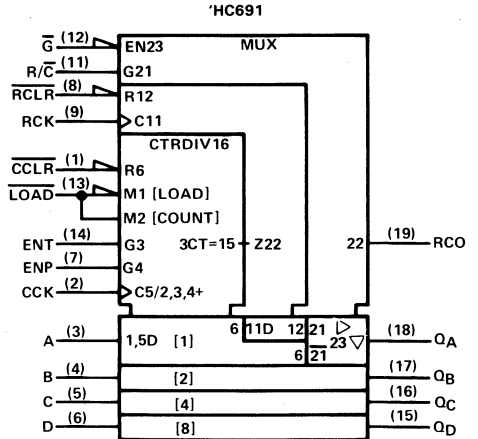 'HC691
G (12) EN23 MUX
R/C (11) G21
RCLR (8) R12
RCK (9) C11
CTRDIV16
CCLR (1) R6
LOAD (13) M1 [LOAD]
M2 [COUNT]
ENT (14) G3 3CT=15 Z22 22 (19) RCO
ENP (7) G4
CCK (2) C5/2,3,4+
A (3) 1,5D [1] 6 11D 12 21 23 (18) QA
6 21
B (4) [2] (17) QB
C (5) [4] (16) QC
D (6) [8] (15) QD